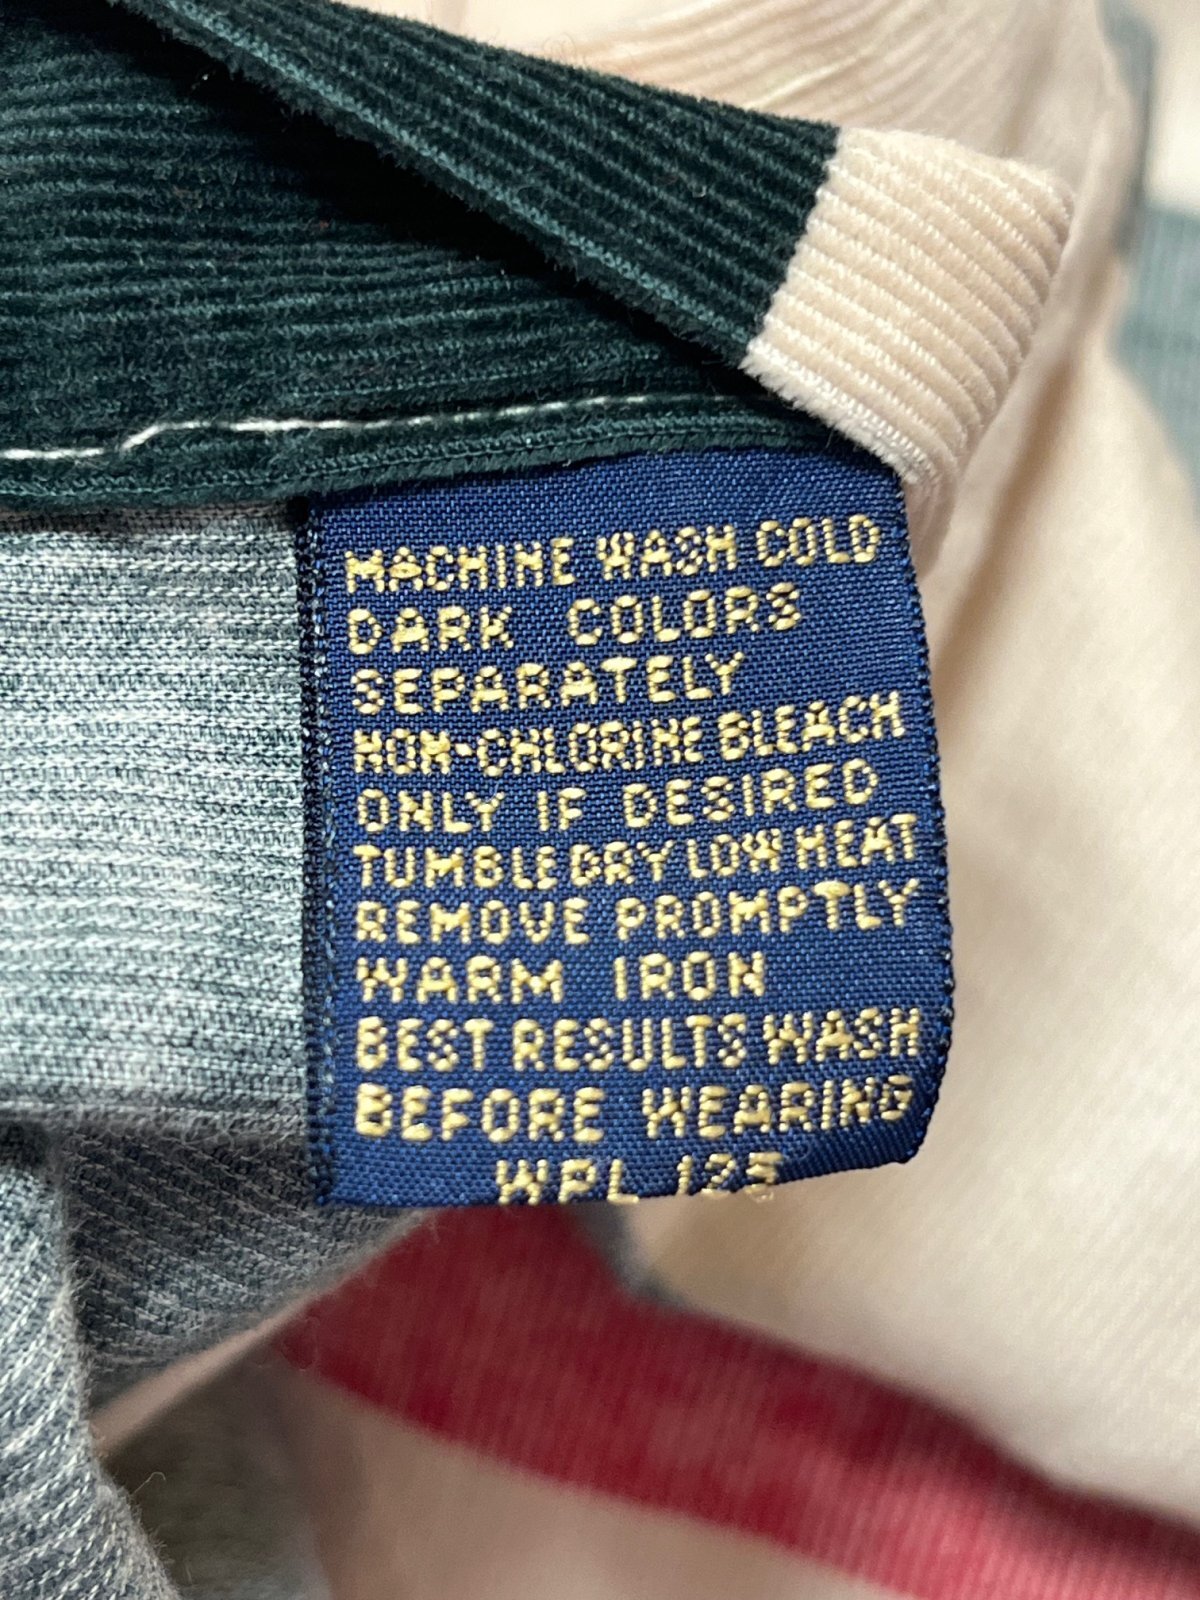 MACHINE WASH COLD
DARK COLORS
SEPARATELY
NON-CHLORINE BLEACH
ONLY IF DESIRED
TUMBLE DRY LOW HEAT
REMOVE PROMPTLY
WARM IRON
BEST RESULTS WASH
BEFORE WEARING
WPL 125